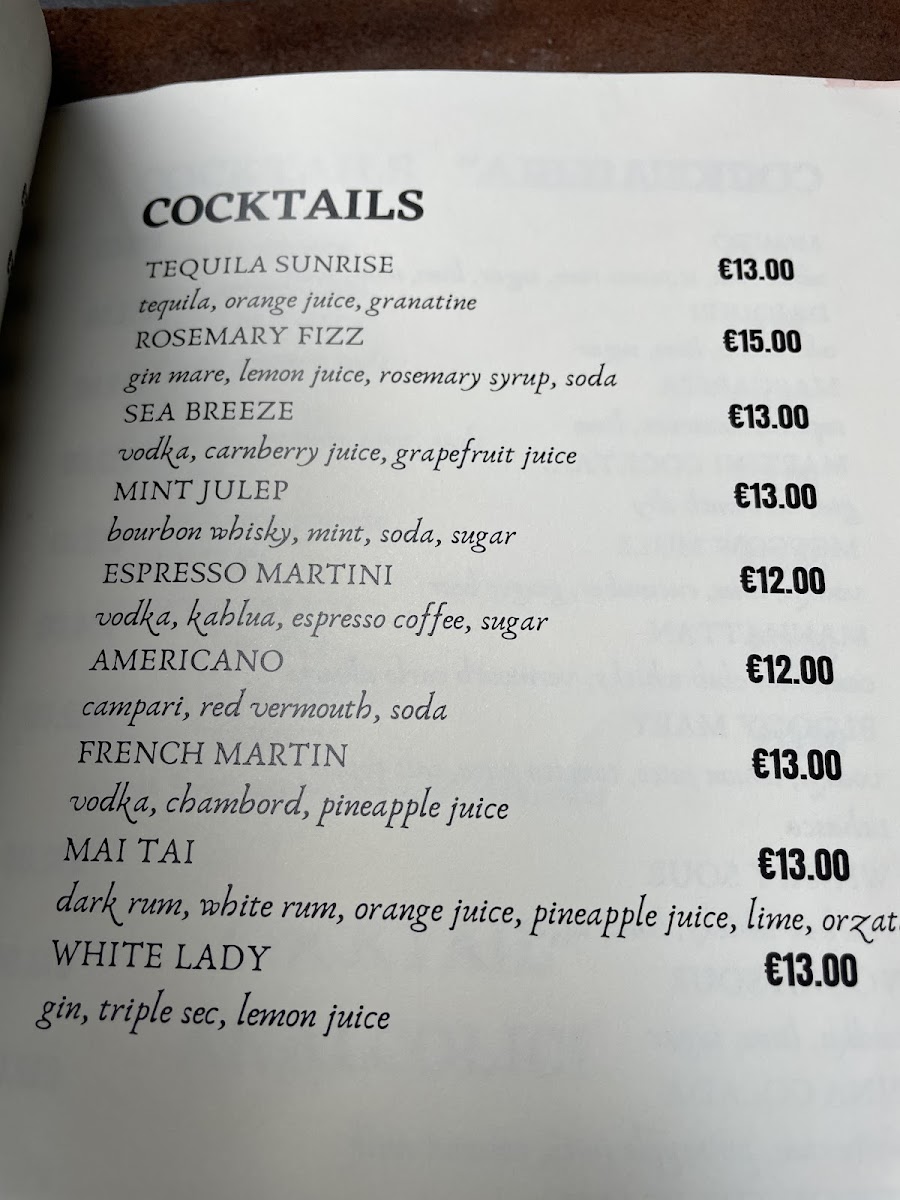 COCKTAILS
TEQUILA SUNRISE €13.00
tequila, orange juice, granatine
ROSEMARY FIZZ €15.00
gin mare, lemon juice, rosemary syrup, soda
SEA BREEZE €13.00
vodka, carnberry juice, grapefruit juice
MINT JULEP €13.00
bourbon whisky, mint, soda, sugar
ESPRESSO MARTINI €12.00
vodka, kahlua, espresso coffee, sugar
AMERICANO €12.00
campari, red vermouth, soda
FRENCH MARTIN €13.00
vodka, chambord, pineapple juice
MAI TAI €13.00
dark rum, white rum, orange juice, pineapple juice, lime, orzat
WHITE LADY €13.00
gin, triple sec, lemon juice